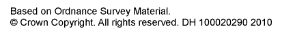 Based on Ordnance Survey Material.
© Crown Copyright. All rights reserved. DH 100020290 2010